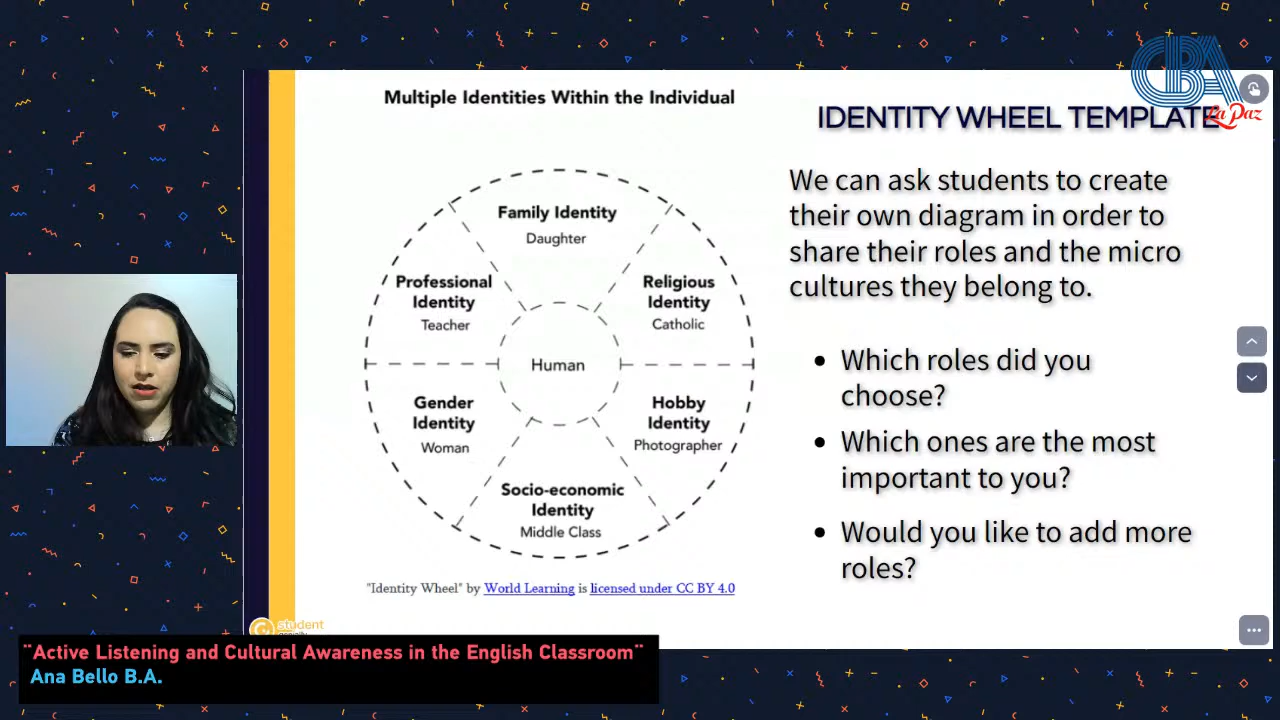 CBA
La Paz
Multiple Identities Within the Individual
Family Identity
Daughter
Professional
Identity
Teacher
Religious
Identity
Catholic
Human
Gender
Identity
Woman
Hobby
Identity
Photographer
Socio-economic
Identity
Middle Class
"Identity Wheel" by World Learning is licensed under CC BY 4.0
IDENTITY WHEEL TEMPLATE
We can ask students to create
their own diagram in order to
share their roles and the micro
cultures they belong to.
• Which roles did you
choose?
• Which ones are the most
important to you?
• Would you like to add more
roles?
student
¨Active Listening and Cultural Awareness in the English Classroom¨
Ana Bello B.A.